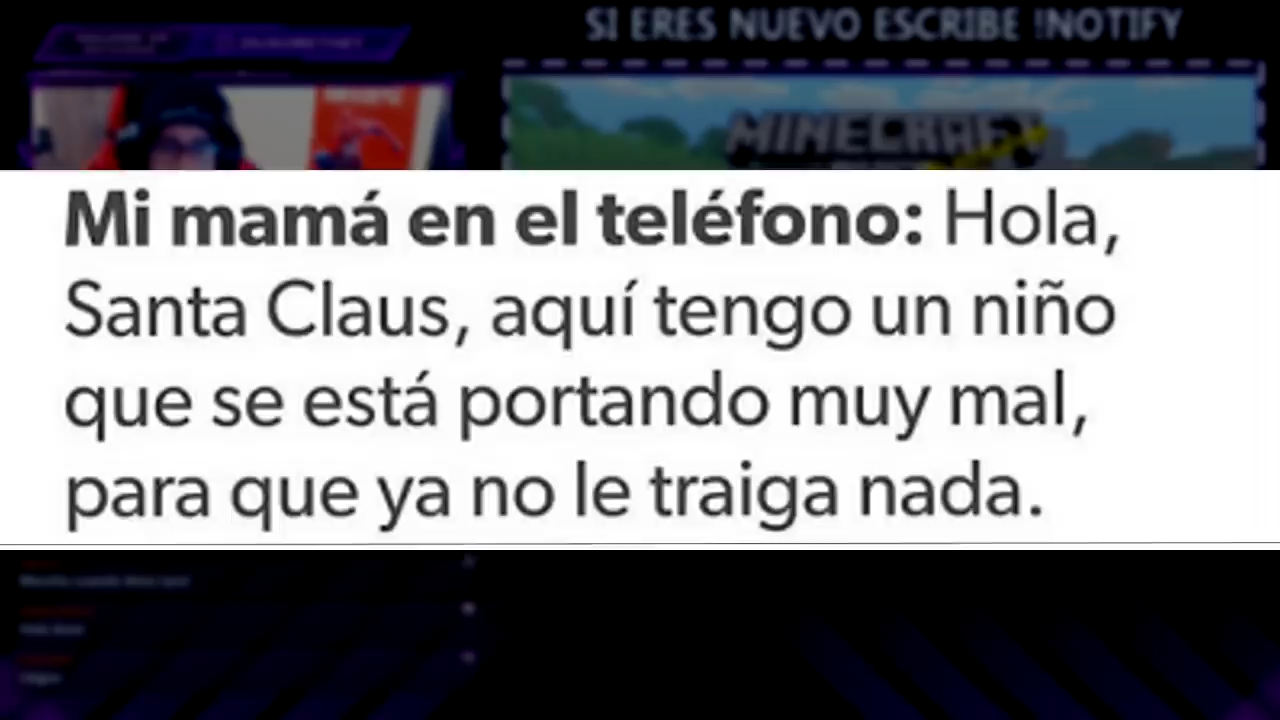 SI ERES NUEVO ESCRIBE !NOTIFY
MINECRAFT
Mi mamá en el teléfono: Hola,
Santa Claus, aquí tengo un niño
que se está portando muy mal,
para que ya no le traiga nada.